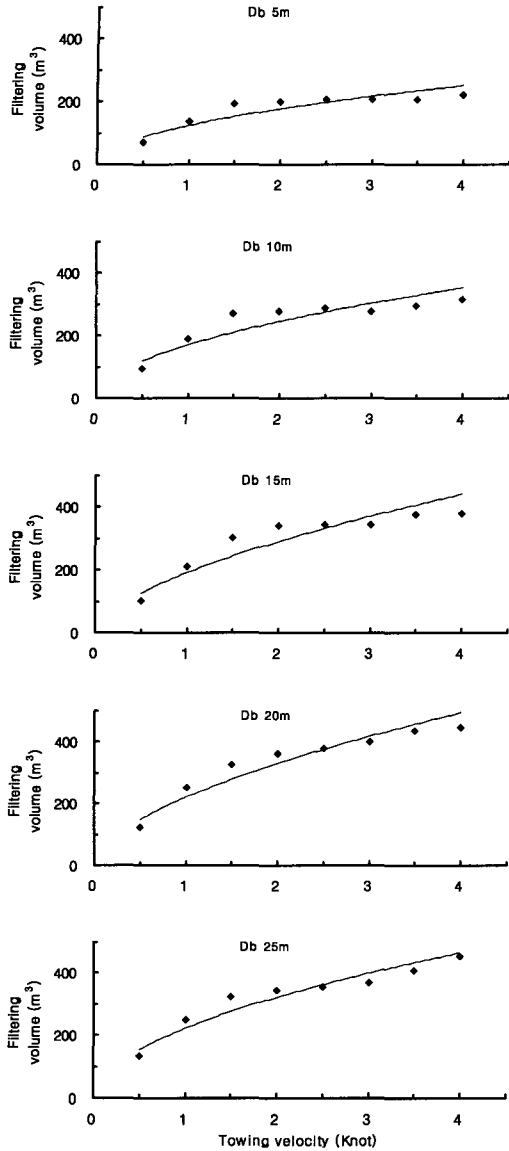 Db 5m
Filtering
volume (m³)
400
200
0
0 1 2 3 4
Db 10m
Filtering
volume (m³)
400
200
0
0 1 2 3 4
Db 15m
Filtering
volume (m³)
400
200
0
0 1 2 3 4
Db 20m
Filtering
volume (m³)
400
200
0
0 1 2 3 4
Db 25m
Filtering
volume (m³)
400
200
0
0 1 2 3 4
Towing velocity (Knot)